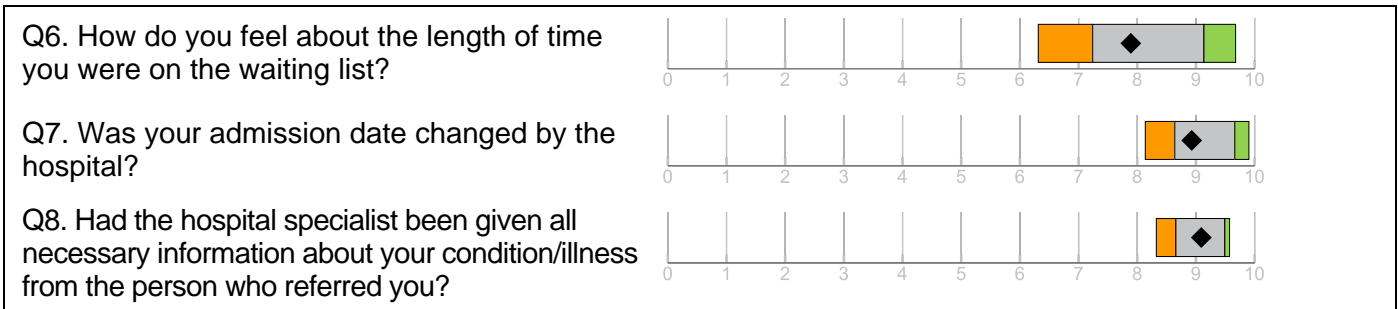 Q6. How do you feel about the length of time
you were on the waiting list?
0 1 2 3 4 5 6 7 8 9 10
Q7. Was your admission date changed by the
hospital?
0 1 2 3 4 5 6 7 8 9 10
Q8. Had the hospital specialist been given all
necessary information about your condition/illness
from the person who referred you?
0 1 2 3 4 5 6 7 8 9 10